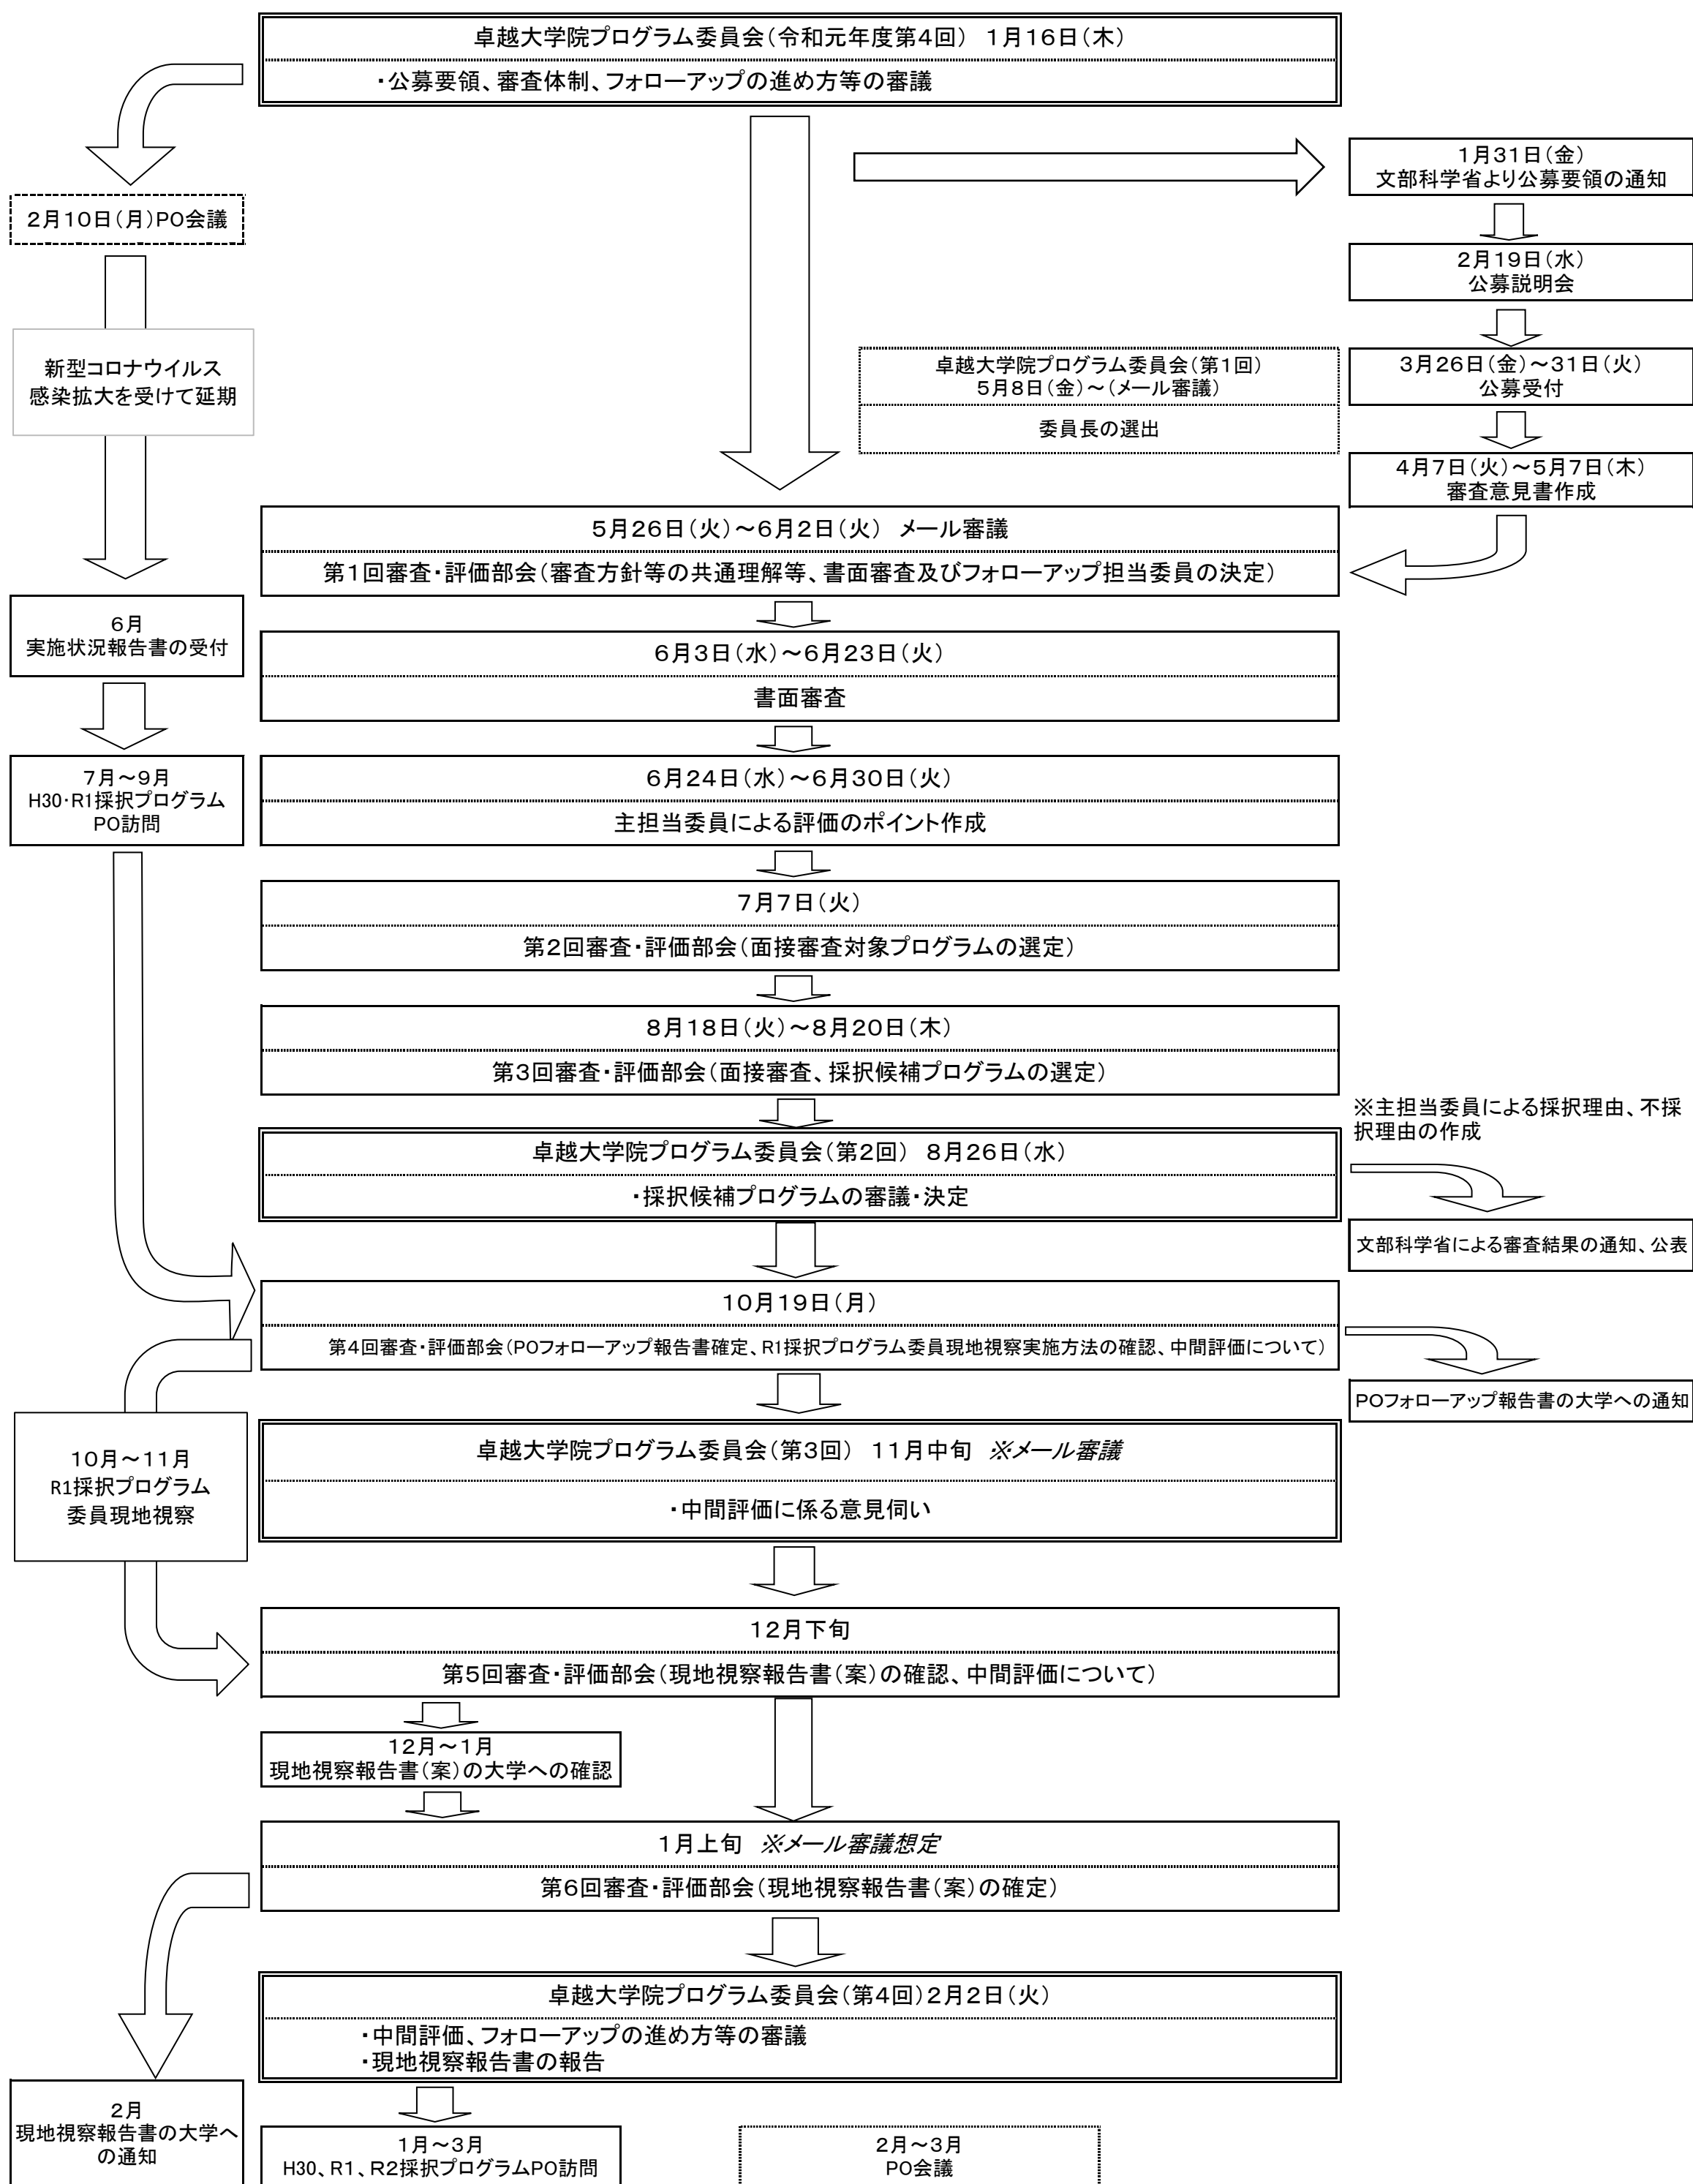 卓越大学院プログラム委員会(令和元年度第4回) 1月16日(木)
・公募要領、審査体制、フォローアップの進め方等の審議
1月31日(金)
文部科学省より公募要領の通知
2月10日(月)PO会議
2月19日(水)
公募説明会
新型コロナウイルス
感染拡大を受けて延期
卓越大学院プログラム委員会(第1回)
5月8日(金)~(メール審議)
委員長の選出
3月26日(金)~31日(火)
公募受付
4月7日(火)~5月7日(木)
審査意見書作成
5月26日(火)~6月2日(火) メール審議
第1回審査・評価部会(審査方針等の共通理解等、書面審査及びフォローアップ担当委員の決定)
6月
実施状況報告書の受付
6月3日(水)~6月23日(火)
書面審査
7月~9月
H30・R1採択プログラム
PO訪問
6月24日(水)~6月30日(火)
主担当委員による評価のポイント作成
7月7日(火)
第2回審査・評価部会(面接審査対象プログラムの選定)
8月18日(火)~8月20日(木)
第3回審査・評価部会(面接審査、採択候補プログラムの選定)
※主担当委員による採択理由、不採
択理由の作成
卓越大学院プログラム委員会(第2回) 8月26日(水)
・採択候補プログラムの審議・決定
文部科学省による審査結果の通知、公表
10月19日(月)
第4回審査・評価部会(POフォローアップ報告書確定、R1採択プログラム委員現地視察実施方法の確認、中間評価について)
POフォローアップ報告書の大学への通知
10月~11月
R1採択プログラム
委員現地視察
卓越大学院プログラム委員会(第3回) 11月中旬 ※メール審議
・中間評価に係る意見伺い
12月下旬
第5回審査・評価部会(現地視察報告書(案)の確認、中間評価について)
12月~1月
現地視察報告書(案)の大学への確認
1月上旬 ※メール審議想定
第6回審査・評価部会(現地視察報告書(案)の確定)
卓越大学院プログラム委員会(第4回)2月2日(火)
・中間評価、フォローアップの進め方等の審議
・現地視察報告書の報告
2月
現地視察報告書の大学へ
の通知
1月~3月
H30、R1、R2採択プログラムPO訪問
2月~3月
PO会議